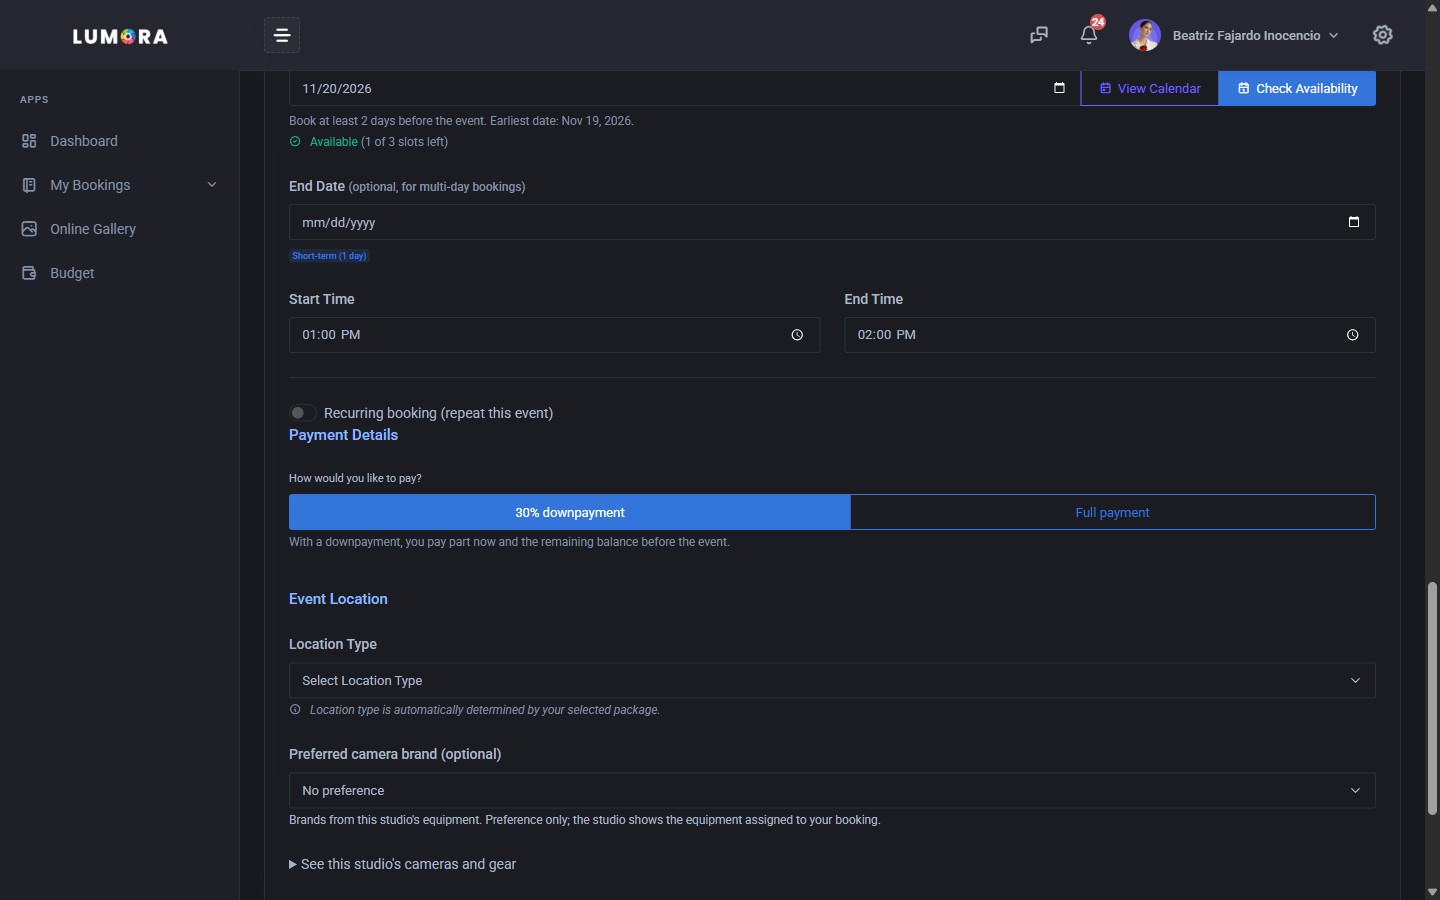 LUMORA
24
Beatriz Fajardo Inocencio
APPS
Dashboard
My Bookings
Online Gallery
Budget
11/20/2026
View Calendar
Check Availability
Book at least 2 days before the event. Earliest date: Nov 19, 2026.
Available (1 of 3 slots left)
End Date (optional, for multi-day bookings)
mm/dd/yyyy
Short-term (1 day)
Start Time
End Time
01:00 PM
02:00 PM
Recurring booking (repeat this event)
Payment Details
How would you like to pay?
30% downpayment
Full payment
With a downpayment, you pay part now and the remaining balance before the event.
Event Location
Location Type
Select Location Type
Location type is automatically determined by your selected package.
Preferred camera brand (optional)
No preference
Brands from this studio's equipment. Preference only; the studio shows the equipment assigned to your booking.
See this studio's cameras and gear